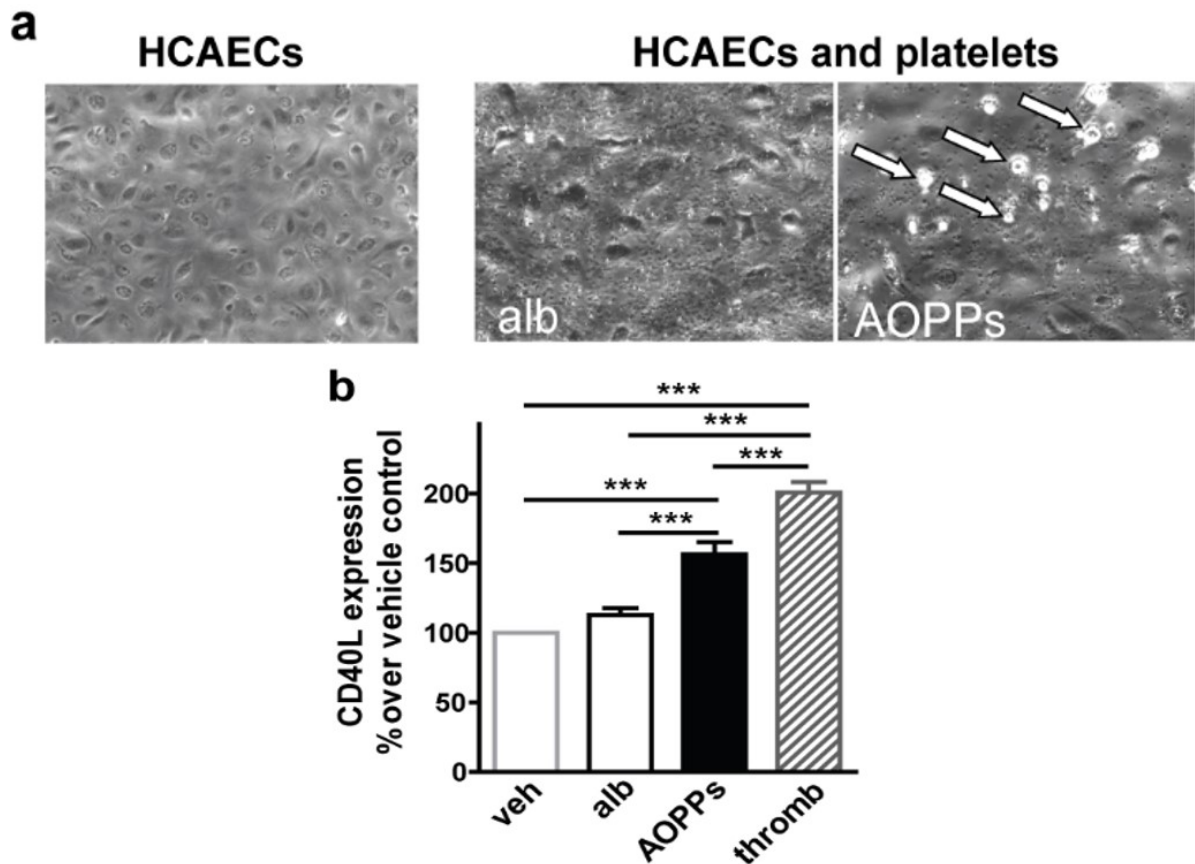 a
HCAECs
HCAECs and platelets
alb
AOPPs
b
***
***
***
***
***
CD40L expression
%over vehicle control
200
150
100
50
0
veh
alb
AOPPs
thromb